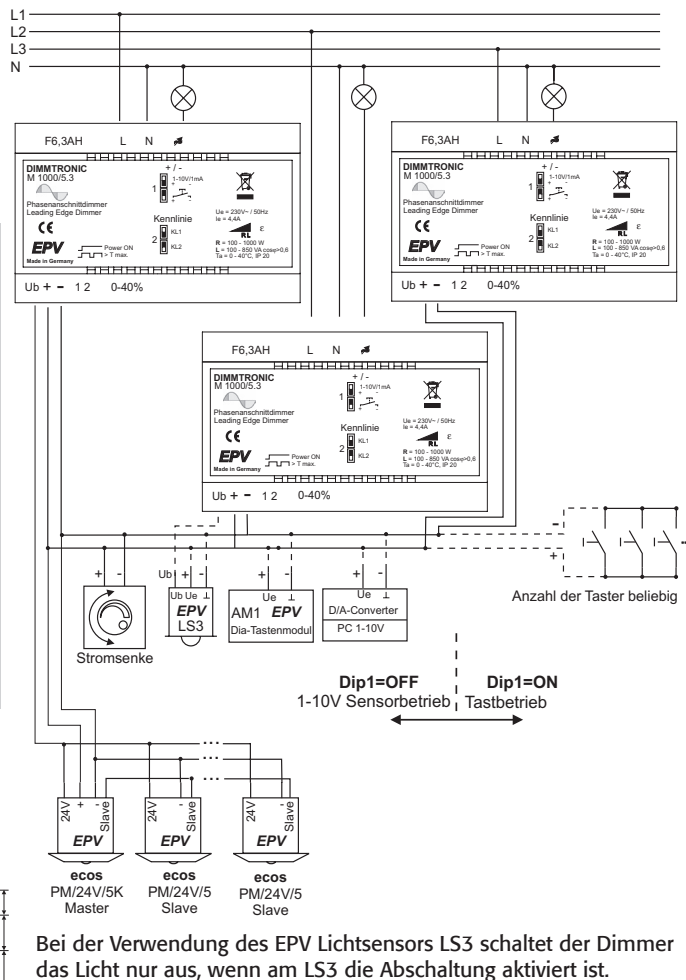 L1
L2
L3
N
F6,3AH L N
DIMMTRONIC
M 1000/5.3
Phasenanschnittdimmer
Leading Edge Dimmer
CE
EPV
Made in Germany
Power ON
> T max.
+ / -
1
1-10V/1mA
+ -
+ -
Kennlinie
2
KL1
KL2
Ue = 230V~ / 50Hz
Ie = 4,4A
RL
ε
R = 100 - 1000 W
L = 100 - 850 VA cosφ>0,6
Ta = 0 - 40°C, IP 20
Ub + - 1 2 0-40%
F6,3AH L N
DIMMTRONIC
M 1000/5.3
Phasenanschnittdimmer
Leading Edge Dimmer
CE
EPV
Made in Germany
Power ON
> T max.
+ / -
1
1-10V/1mA
+ -
+ -
Kennlinie
2
KL1
KL2
Ue = 230V~ / 50Hz
Ie = 4,4A
RL
ε
R = 100 - 1000 W
L = 100 - 850 VA cosφ>0,6
Ta = 0 - 40°C, IP 20
Ub + - 1 2 0-40%
F6,3AH L N
DIMMTRONIC
M 1000/5.3
Phasenanschnittdimmer
Leading Edge Dimmer
CE
EPV
Made in Germany
Power ON
> T max.
+ / -
1
1-10V/1mA
+ -
+ -
Kennlinie
2
KL1
KL2
Ue = 230V~ / 50Hz
Ie = 4,4A
RL
ε
R = 100 - 1000 W
L = 100 - 850 VA cosφ>0,6
Ta = 0 - 40°C, IP 20
Ub + - 1 2 0-40%
-
+
Anzahl der Taster beliebig
+ -
Stromsenke
Ub + -
Ub Ue ⊥
EPV
LS3
+ -
Ue ⊥
AM1 EPV
Dia-Tastenmodul
+ -
Ue ⊥
D/A-Converter
PC 1-10V
Dip1=OFF
1-10V Sensorbetrieb
Dip1=ON
Tastbetrieb
24V + - Slave
EPV
ecos
PM/24V/5K
Master
24V - Slave
EPV
ecos
PM/24V/5
Slave
24V - Slave
EPV
ecos
PM/24V/5
Slave
Bei der Verwendung des EPV Lichtsensors LS3 schaltet der Dimmer
das Licht nur aus, wenn am LS3 die Abschaltung aktiviert ist.